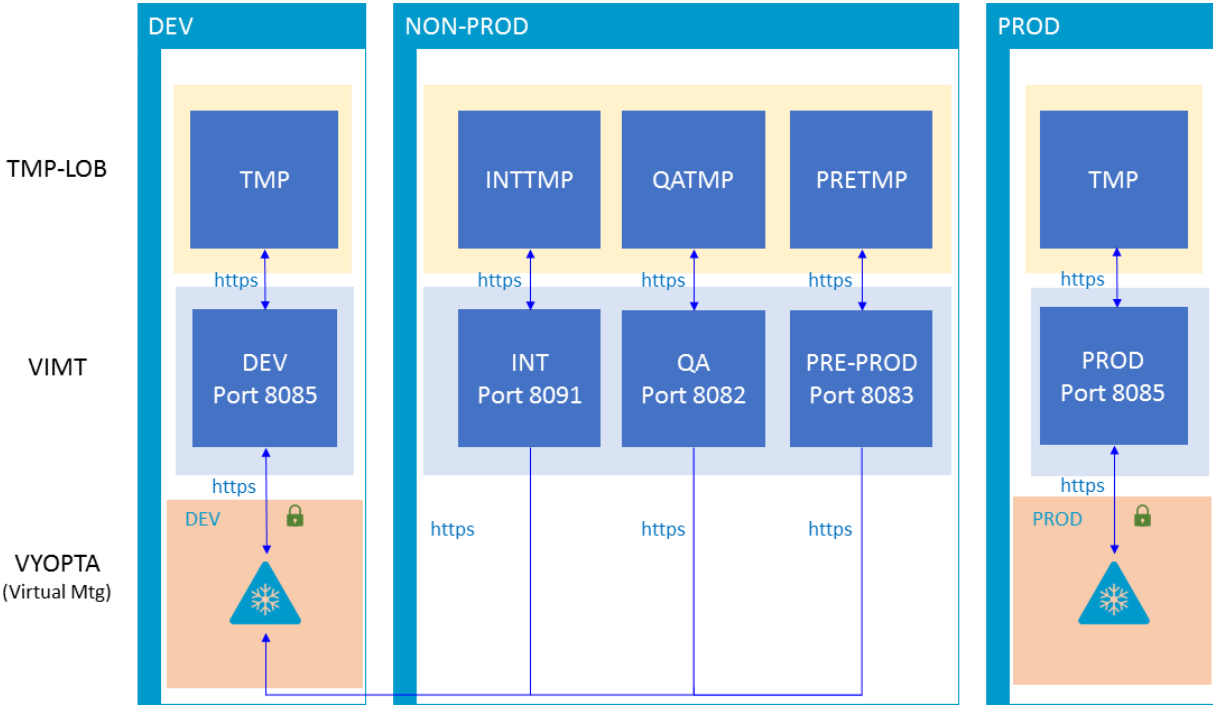 DEV
NON-PROD
PROD
TMP-LOB
TMP
INTTMP
QATMP
PRETMP
TMP
https
https
https
https
https
VIMT
DEV
Port 8085
INT
Port 8091
QA
Port 8082
PRE-PROD
Port 8083
PROD
Port 8085
https
https
DEV
https
https
https
PROD
VYOPTA
(Virtual Mtg)